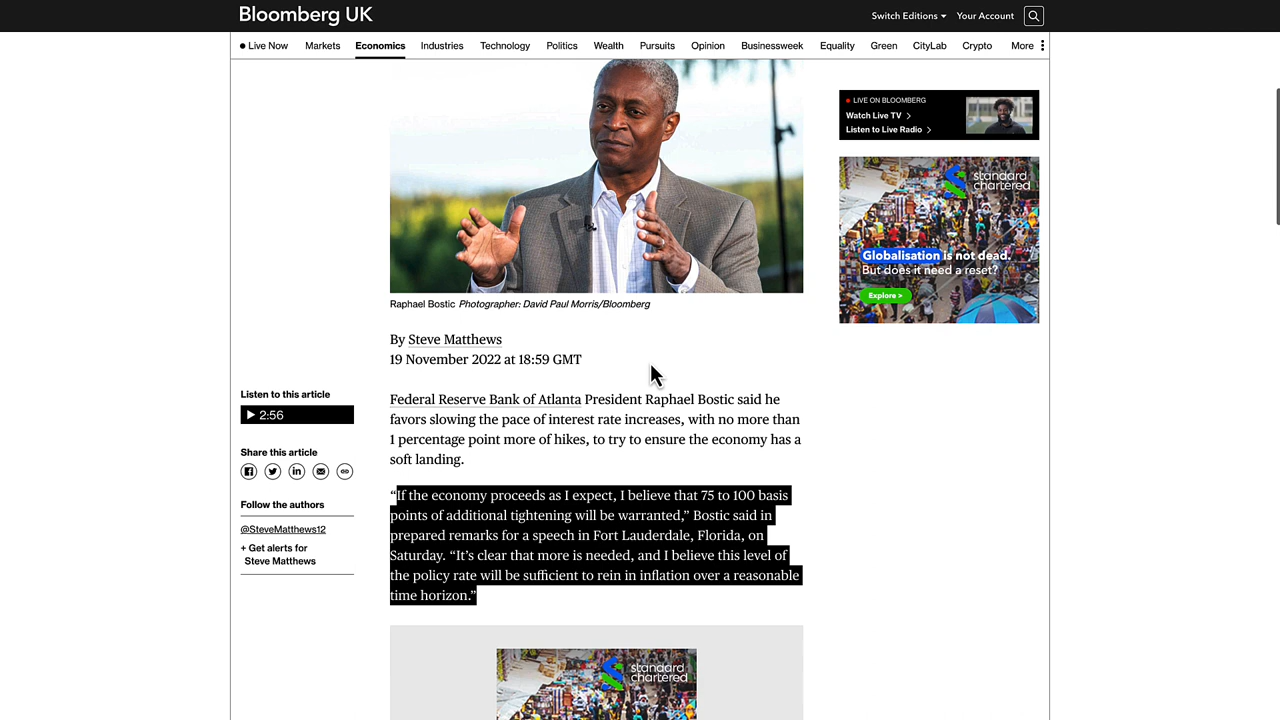 Bloomberg UK
Switch Editions
Your Account
Live Now
Markets
Economics
Industries
Technology
Politics
Wealth
Pursuits
Opinion
Businessweek
Equality
Green
CityLab
Crypto
More
LIVE ON BLOOMBERG
Watch Live TV
Listen to Live Radio
standard
chartered
Globalisation is not dead.
But does it need a reset?
Explore >
Raphael Bostic Photographer: David Paul Morris/Bloomberg
By Steve Matthews
19 November 2022 at 18:59 GMT
Listen to this article
2:56
Share this article
Follow the authors
@SteveMatthews12
+ Get alerts for
Steve Matthews
Federal Reserve Bank of Atlanta President Raphael Bostic said he
favors slowing the pace of interest rate increases, with no more than
1 percentage point more of hikes, to try to ensure the economy has a
soft landing.
“If the economy proceeds as I expect, I believe that 75 to 100 basis
points of additional tightening will be warranted,” Bostic said in
prepared remarks for a speech in Fort Lauderdale, Florida, on
Saturday. “It’s clear that more is needed, and I believe this level of
the policy rate will be sufficient to rein in inflation over a reasonable
time horizon.”
standard
chartered